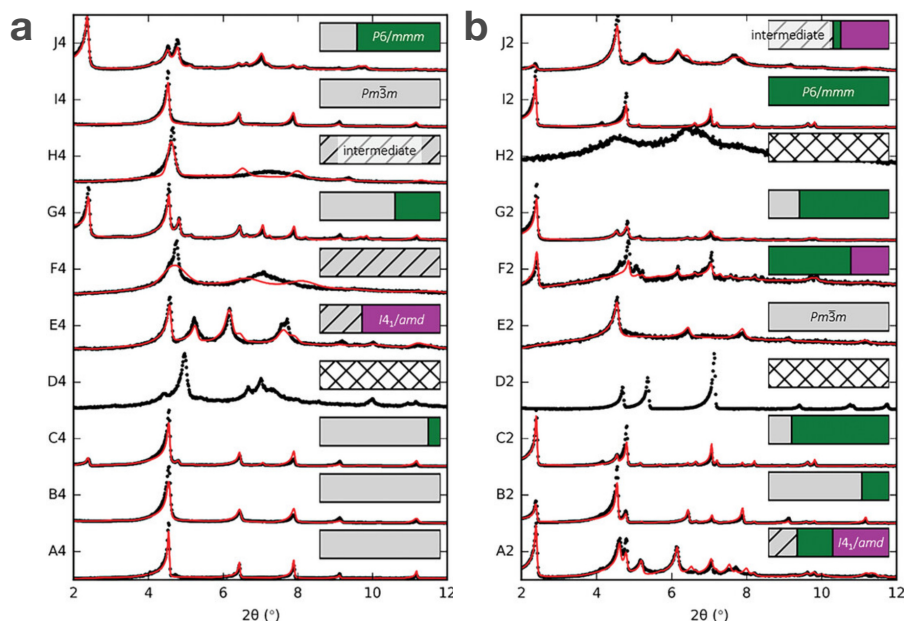 a
J4
P6/mmm
I4
Pm3̄m
H4
intermediate
G4
F4
E4
I4₁/amd
D4
C4
B4
A4
2 4 6 8 10 12
2θ (°)
b
J2
intermediate
I2
P6/mmm
H2
G2
F2
E2
Pm3̄m
D2
C2
B2
A2
I4₁/amd
2 4 6 8 10 12
2θ (°)